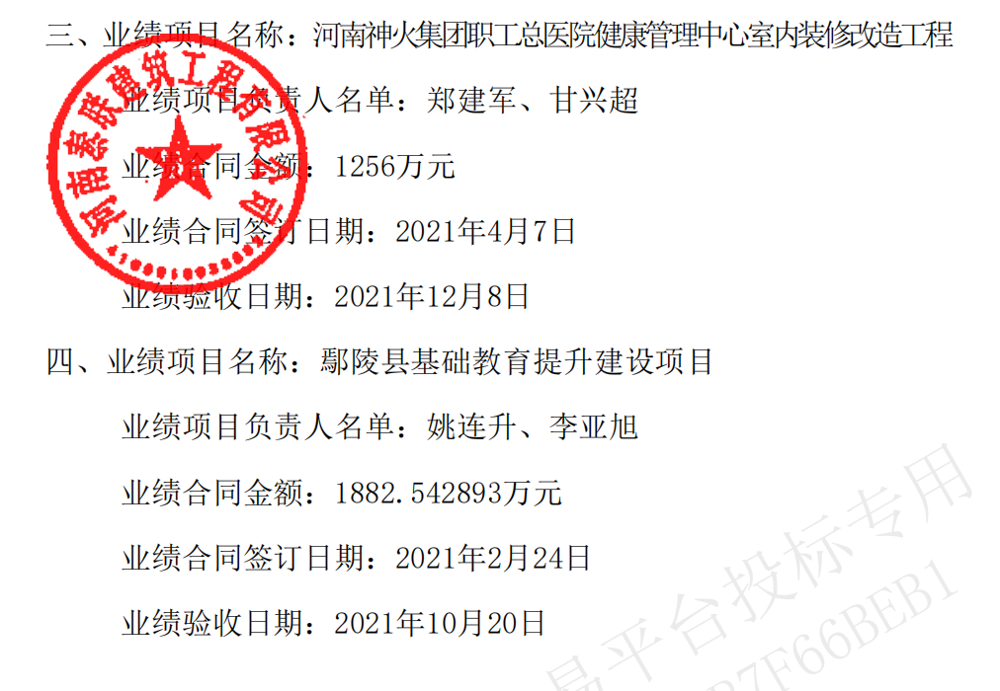 三、业绩项目名称：河南神火集团职工总医院健康管理中心室内装修改造工程
业绩项目负责人名单：郑建军、甘兴超
业绩合同金额：1256万元
业绩合同签订日期：2021年4月7日
业绩验收日期：2021年12月8日
四、业绩项目名称：鄢陵县基础教育提升建设项目
业绩项目负责人名单：姚连升、李亚旭
业绩合同金额：1882.542893万元
业绩合同签订日期：2021年2月24日
业绩验收日期：2021年10月20日
河南泰联建筑工程有限公司
易平台投标专用
B7F66BEB1